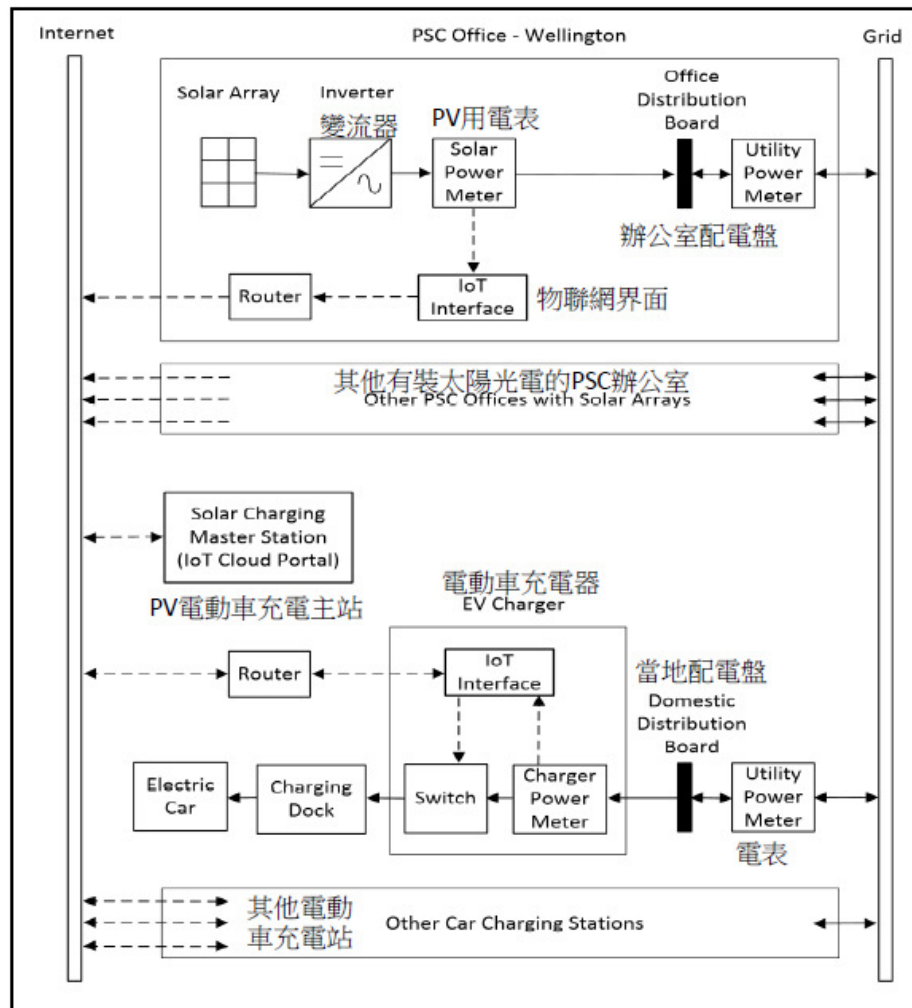 Internet
PSC Office - Wellington
Grid
Solar Array
Inverter
變流器
PV用電表
Solar
Power
Meter
Office
Distribution
Board
Utility
Power
Meter
辦公室配電盤
Router
IoT
Interface
物聯網界面
其他有裝太陽光電的PSC辦公室
Other PSC Offices with Solar Arrays
Solar Charging
Master Station
(IoT Cloud Portal)
PV電動車充電主站
電動車充電器
EV Charger
Router
IoT
Interface
當地配電盤
Domestic
Distribution
Board
Electric
Car
Charging
Dock
Switch
Charger
Power
Meter
Utility
Power
Meter
電表
其他電動
車充電站
Other Car Charging Stations